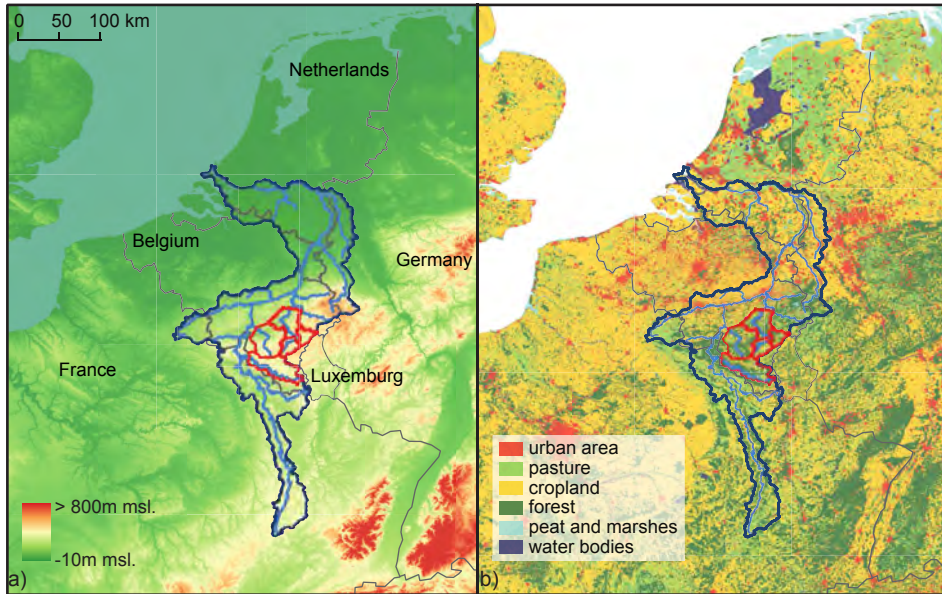 0 50 100 km
Netherlands
Belgium
Germany
France
Luxemburg
> 800m msl.
-10m msl.
a)
urban area
pasture
cropland
forest
peat and marshes
water bodies
b)